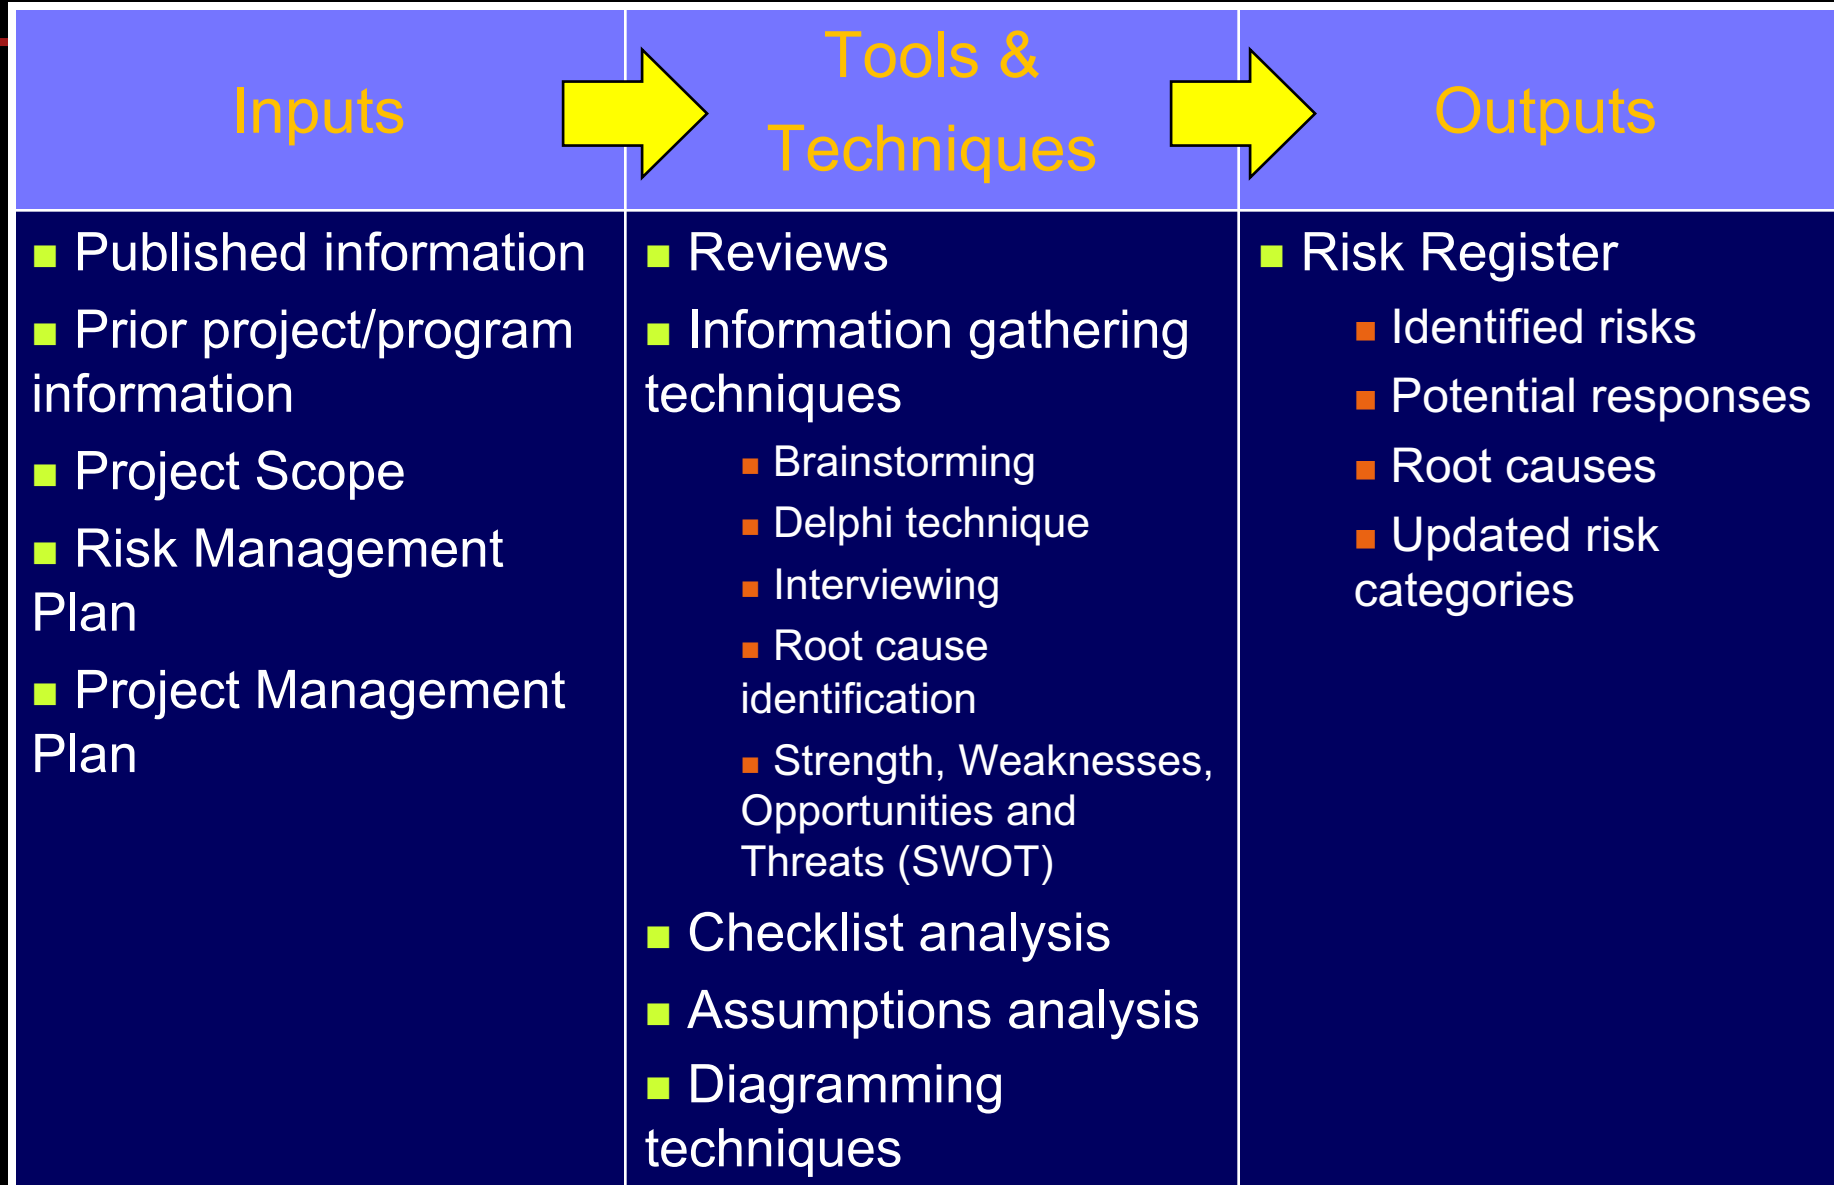 Inputs
Tools &
Techniques
Outputs
Published information
Prior project/program
information
Project Scope
Risk Management
Plan
Project Management
Plan
Reviews
Information gathering
techniques
Brainstorming
Delphi technique
Interviewing
Root cause
identification
Strength, Weaknesses,
Opportunities and
Threats (SWOT)
Checklist analysis
Assumptions analysis
Diagramming
techniques
Risk Register
Identified risks
Potential responses
Root causes
Updated risk
categories